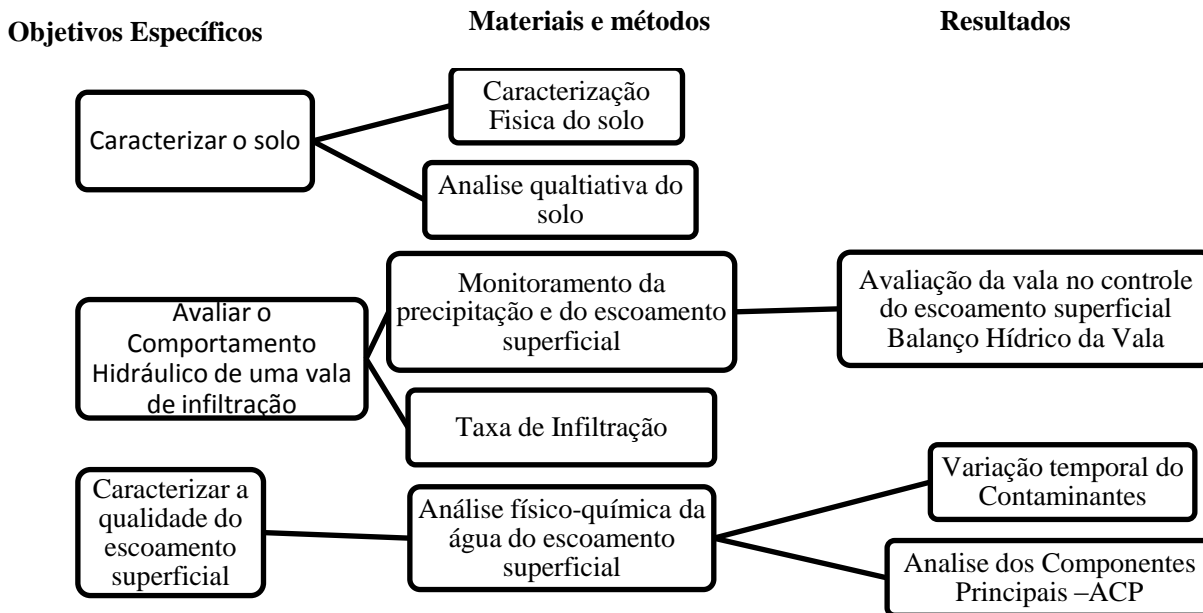 Objetivos Específicos
Materiais e métodos
Resultados
Caracterizar o solo
Caracterização
Fisica do solo
Analise qualtiativa do
solo
Avaliar o
Comportamento
Hidráulico de uma vala
de infiltração
Monitoramento da
precipitação e do escoamento
superficial
Taxa de Infiltração
Avaliação da vala no controle
do escoamento superficial
Balanço Hídrico da Vala
Caracterizar a
qualidade do
escoamento
superficial
Análise físico-química da
água do escoamento
superficial
Variação temporal do
Contaminantes
Analise dos Componentes
Principais –ACP